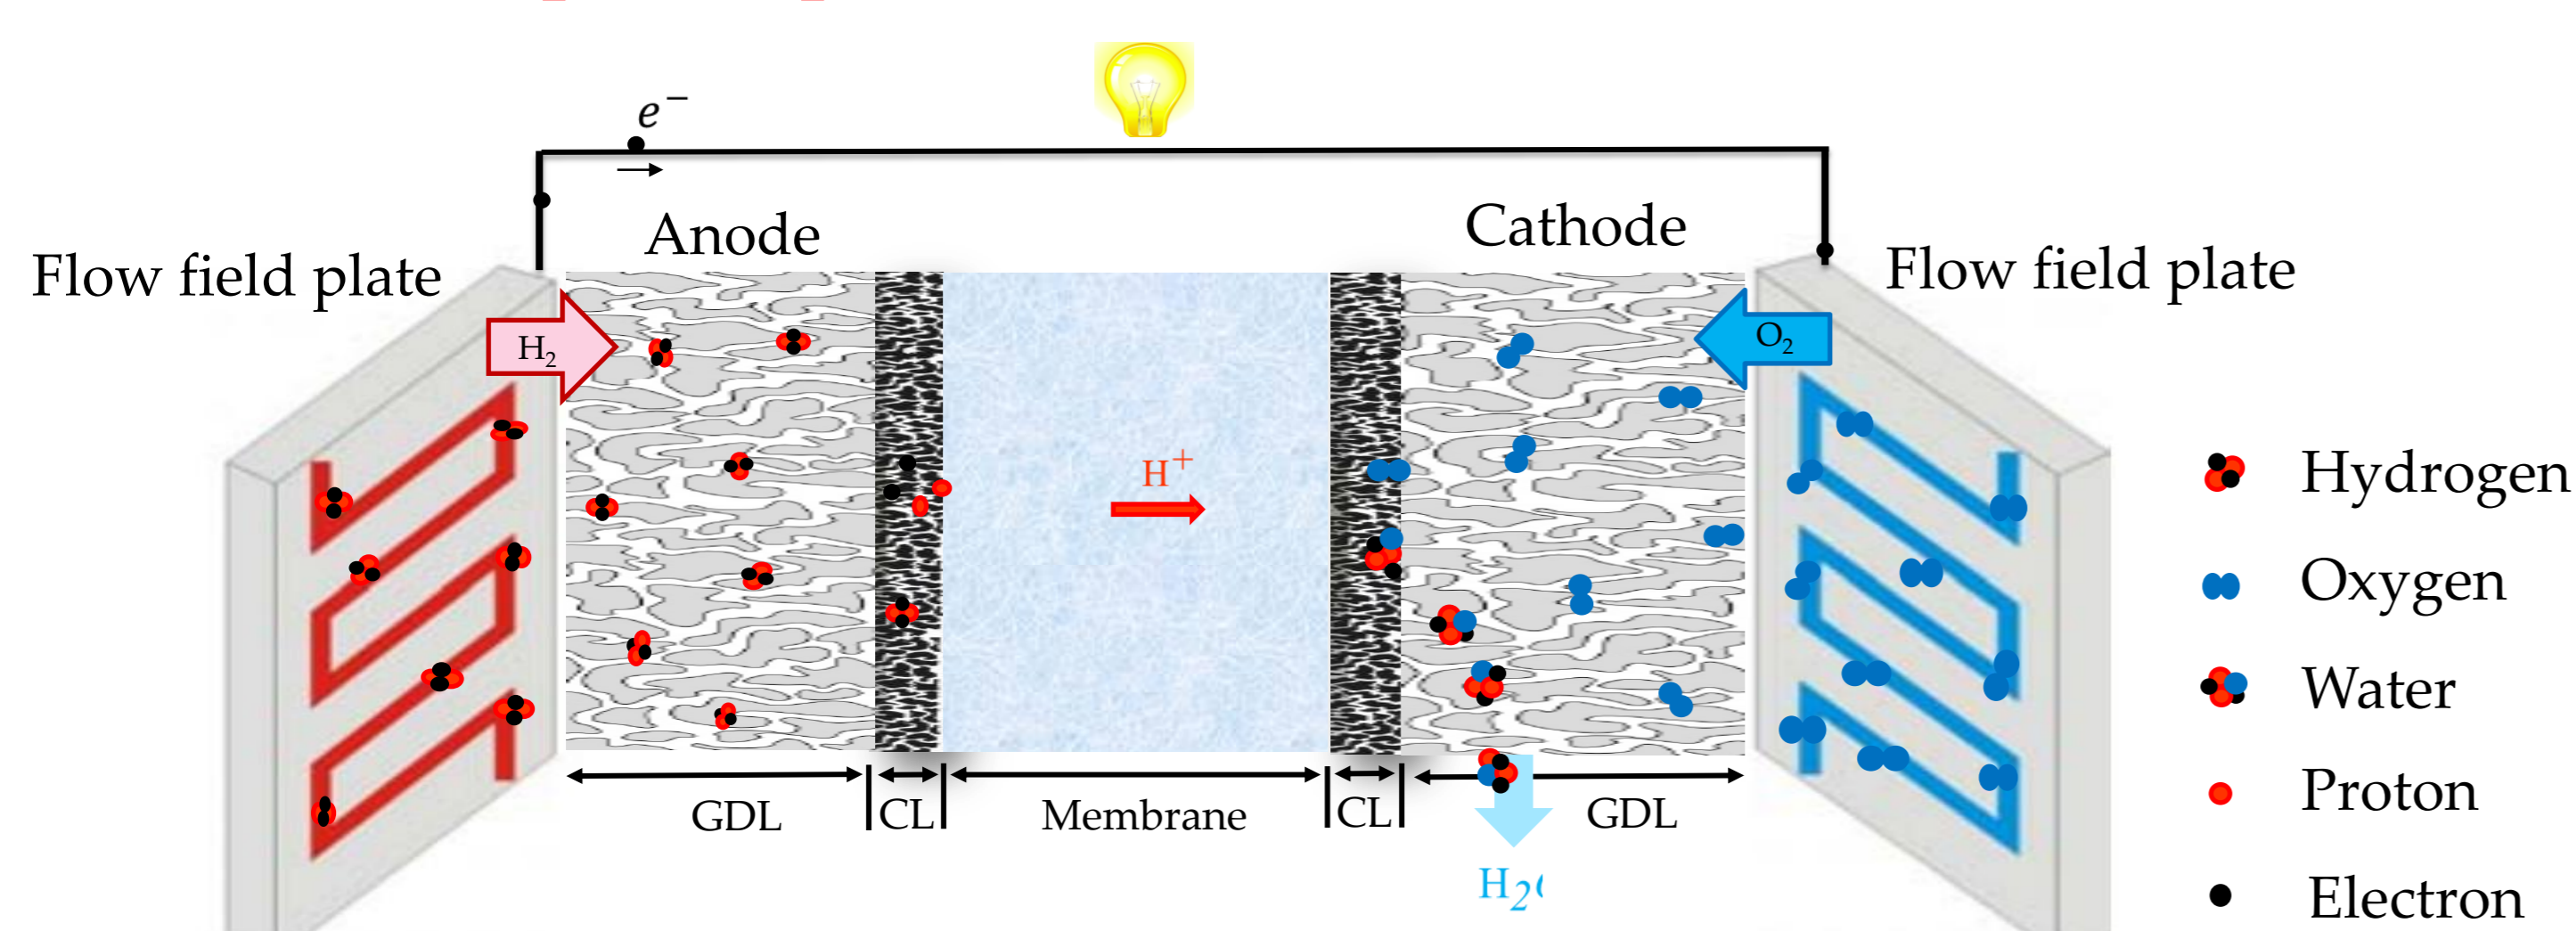 e⁻
Anode
Cathode
Flow field plate
Flow field plate
H₂
O₂
H⁺
Hydrogen
Oxygen
Water
Proton
Electron
GDL
CL
Membrane
CL
GDL
H₂